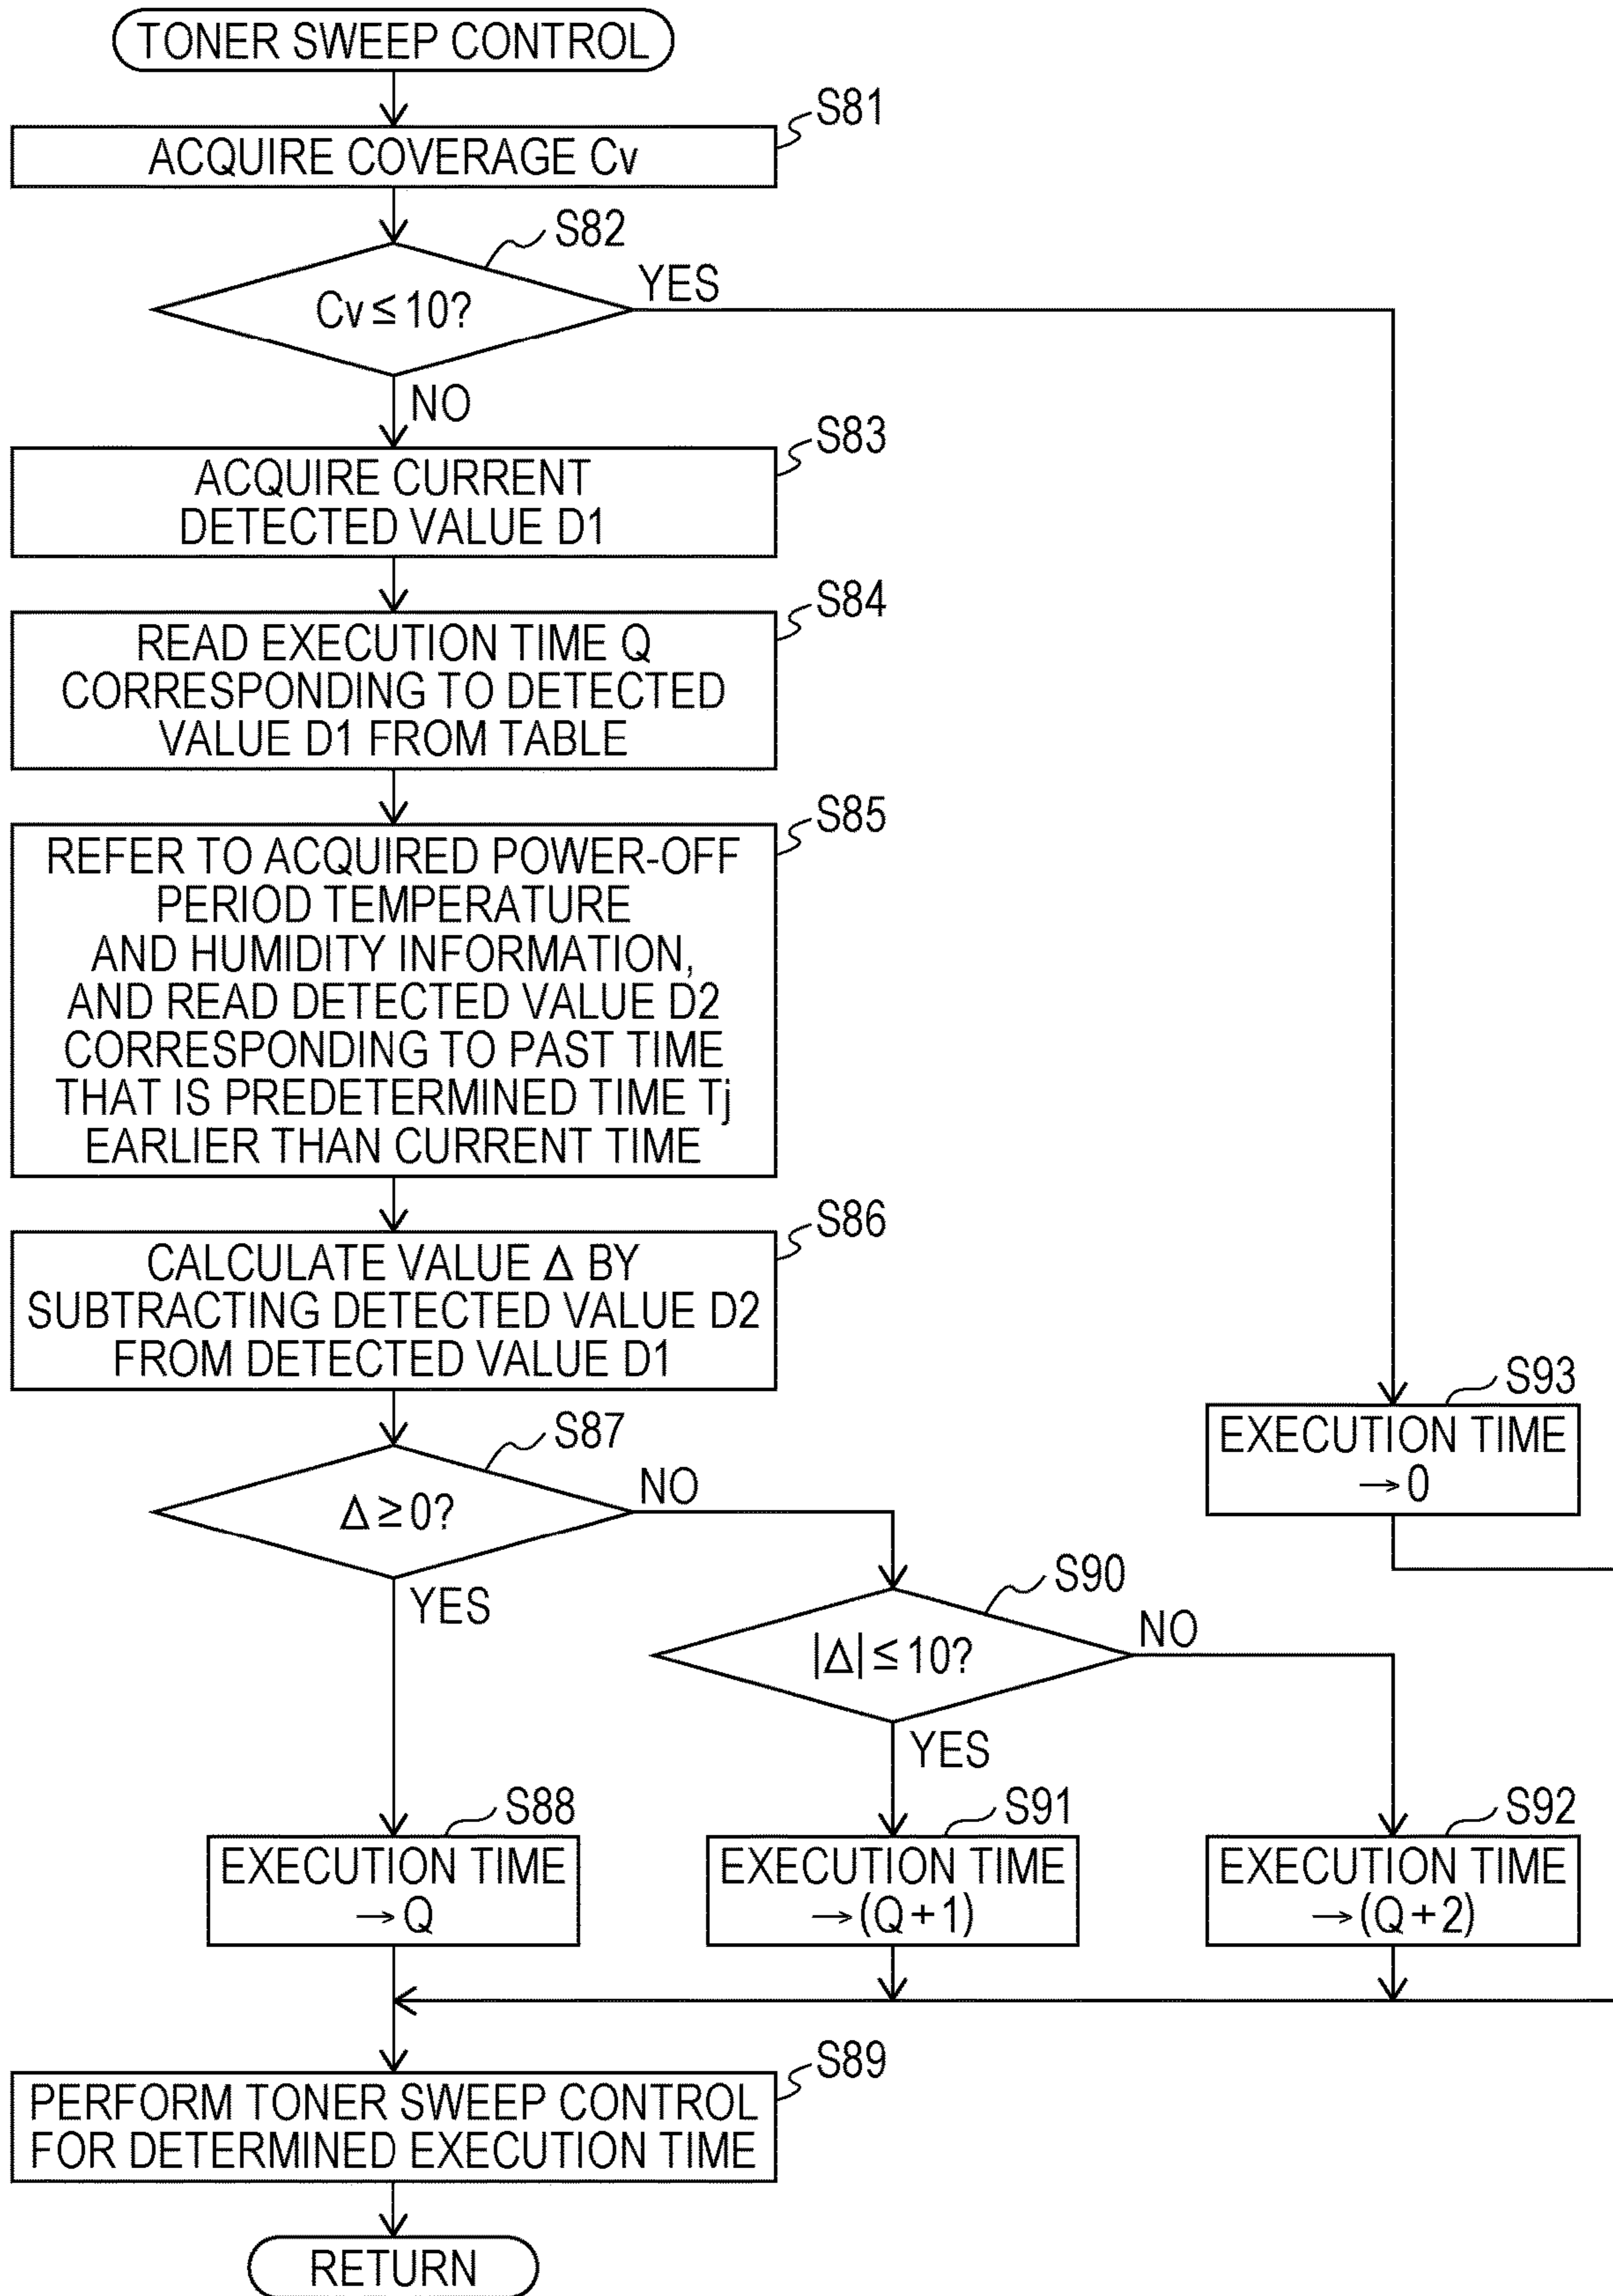 TONER SWEEP CONTROL
S81
ACQUIRE COVERAGE Cv
S82
Cv ≤ 10?
YES
NO
S83
ACQUIRE CURRENT
DETECTED VALUE D1
S84
READ EXECUTION TIME Q
CORRESPONDING TO DETECTED
VALUE D1 FROM TABLE
S85
REFER TO ACQUIRED POWER-OFF
PERIOD TEMPERATURE
AND HUMIDITY INFORMATION,
AND READ DETECTED VALUE D2
CORRESPONDING TO PAST TIME
THAT IS PREDETERMINED TIME Tj
EARLIER THAN CURRENT TIME
S86
CALCULATE VALUE Δ BY
SUBTRACTING DETECTED VALUE D2
FROM DETECTED VALUE D1
S93
EXECUTION TIME
→0
S87
Δ ≥ 0?
NO
YES
S90
|Δ| ≤ 10?
NO
YES
S88
EXECUTION TIME
→Q
S91
EXECUTION TIME
→(Q+1)
S92
EXECUTION TIME
→(Q+2)
S89
PERFORM TONER SWEEP CONTROL
FOR DETERMINED EXECUTION TIME
RETURN